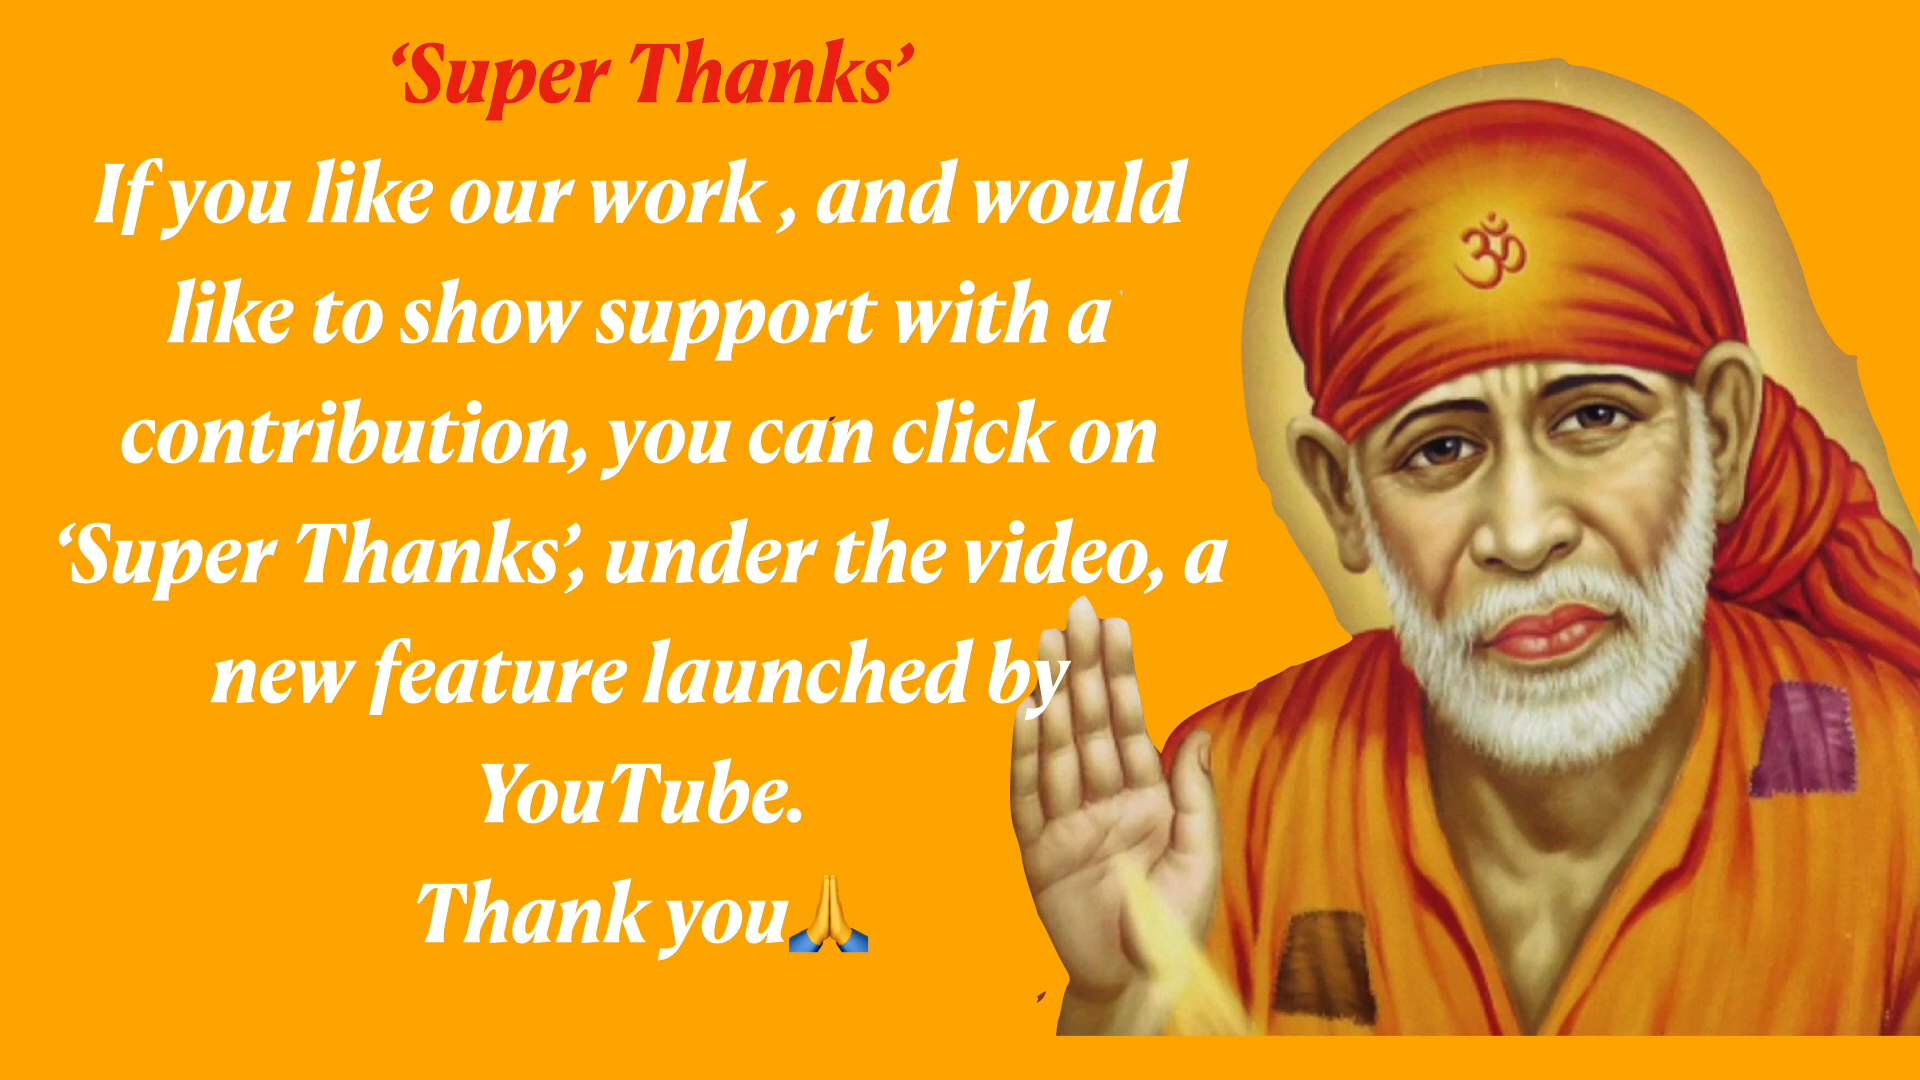 ‘Super Thanks’
If you like our work , and would
like to show support with a
contribution, you can click on
‘Super Thanks’, under the video, a
new feature launched by
YouTube.
Thank you🙏
ॐ